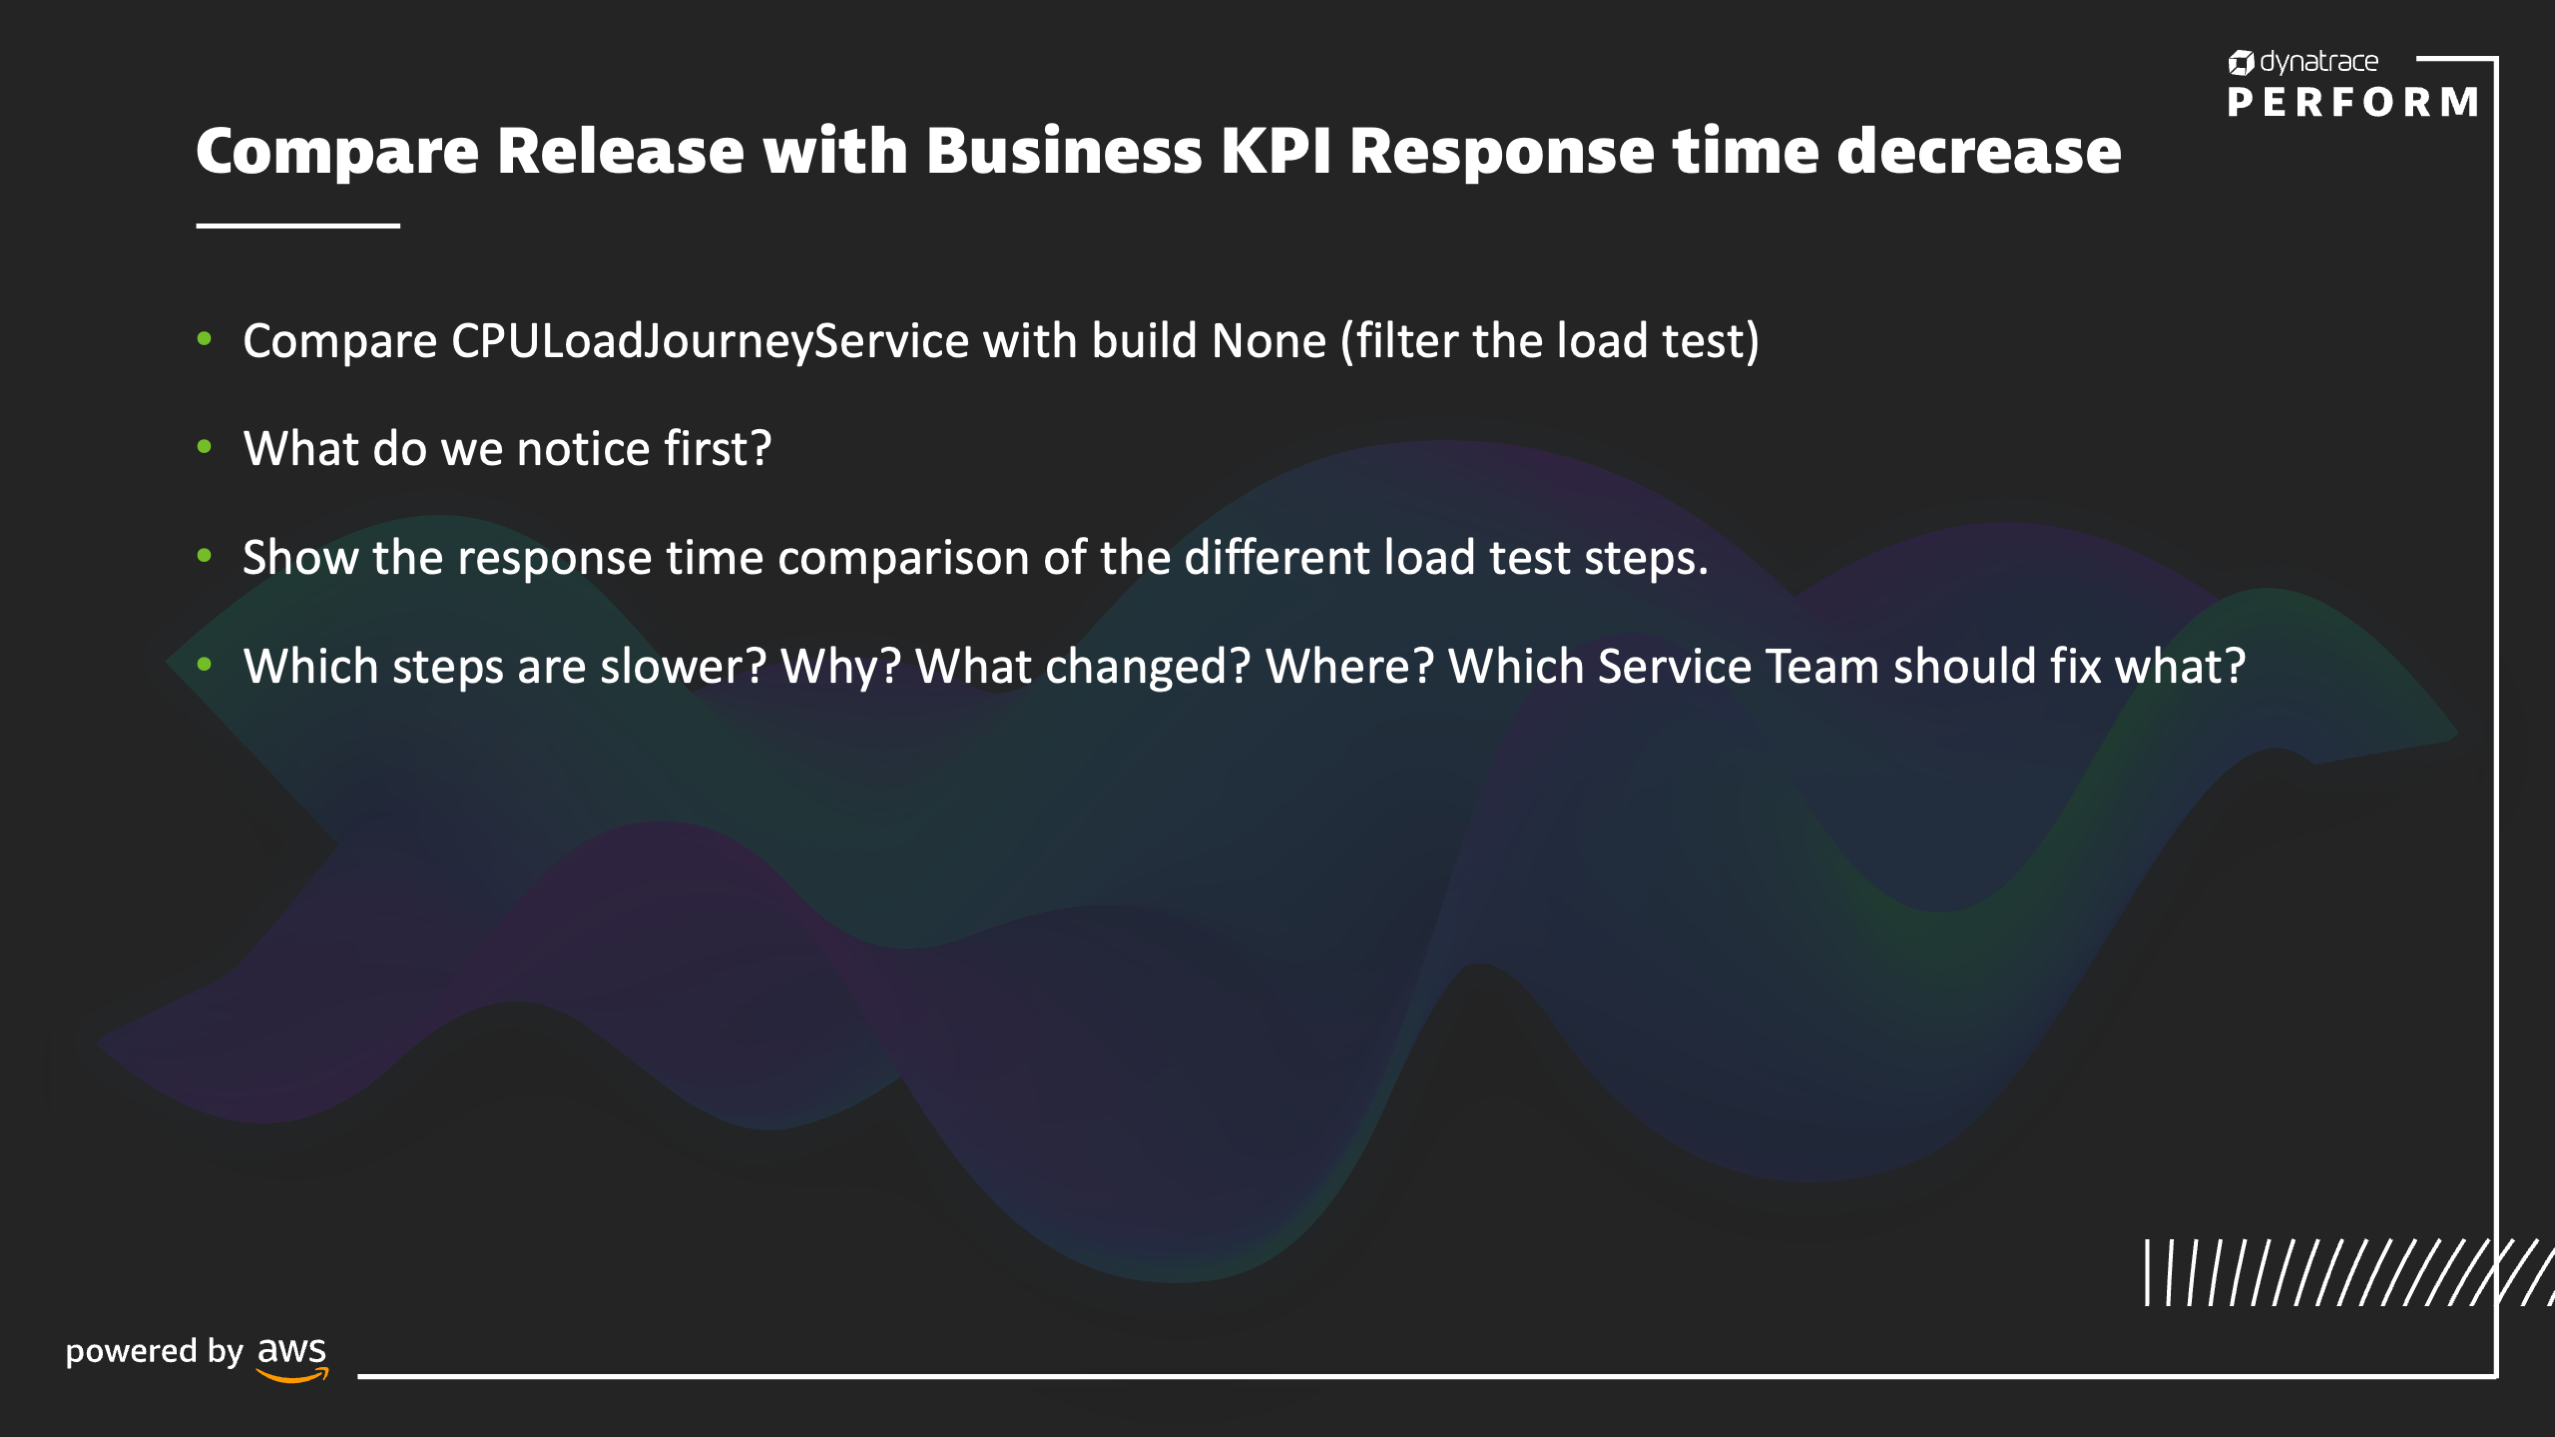 dynatrace
PERFORM
Compare Release with Business KPI Response time decrease
• Compare CPULoadJourneyService with build None (filter the load test)
• What do we notice first?
• Show the response time comparison of the different load test steps.
• Which steps are slower? Why? What changed? Where? Which Service Team should fix what?
powered by aws